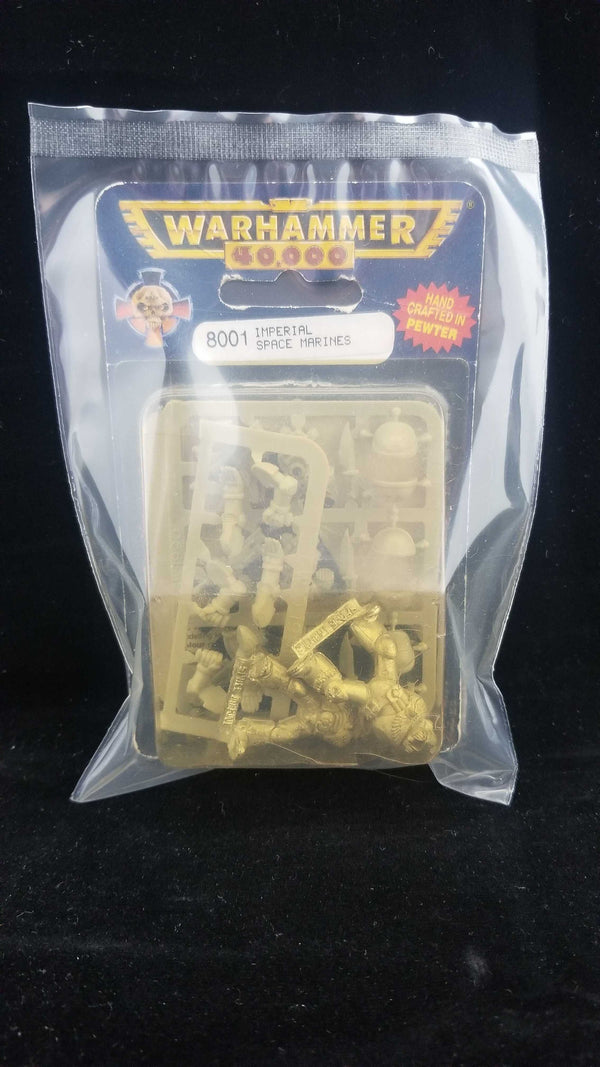 WARHAMMER
®
40,000
HAND
CRAFTED IN
PEWTER
8001 IMPERIAL
SPACE MARINES